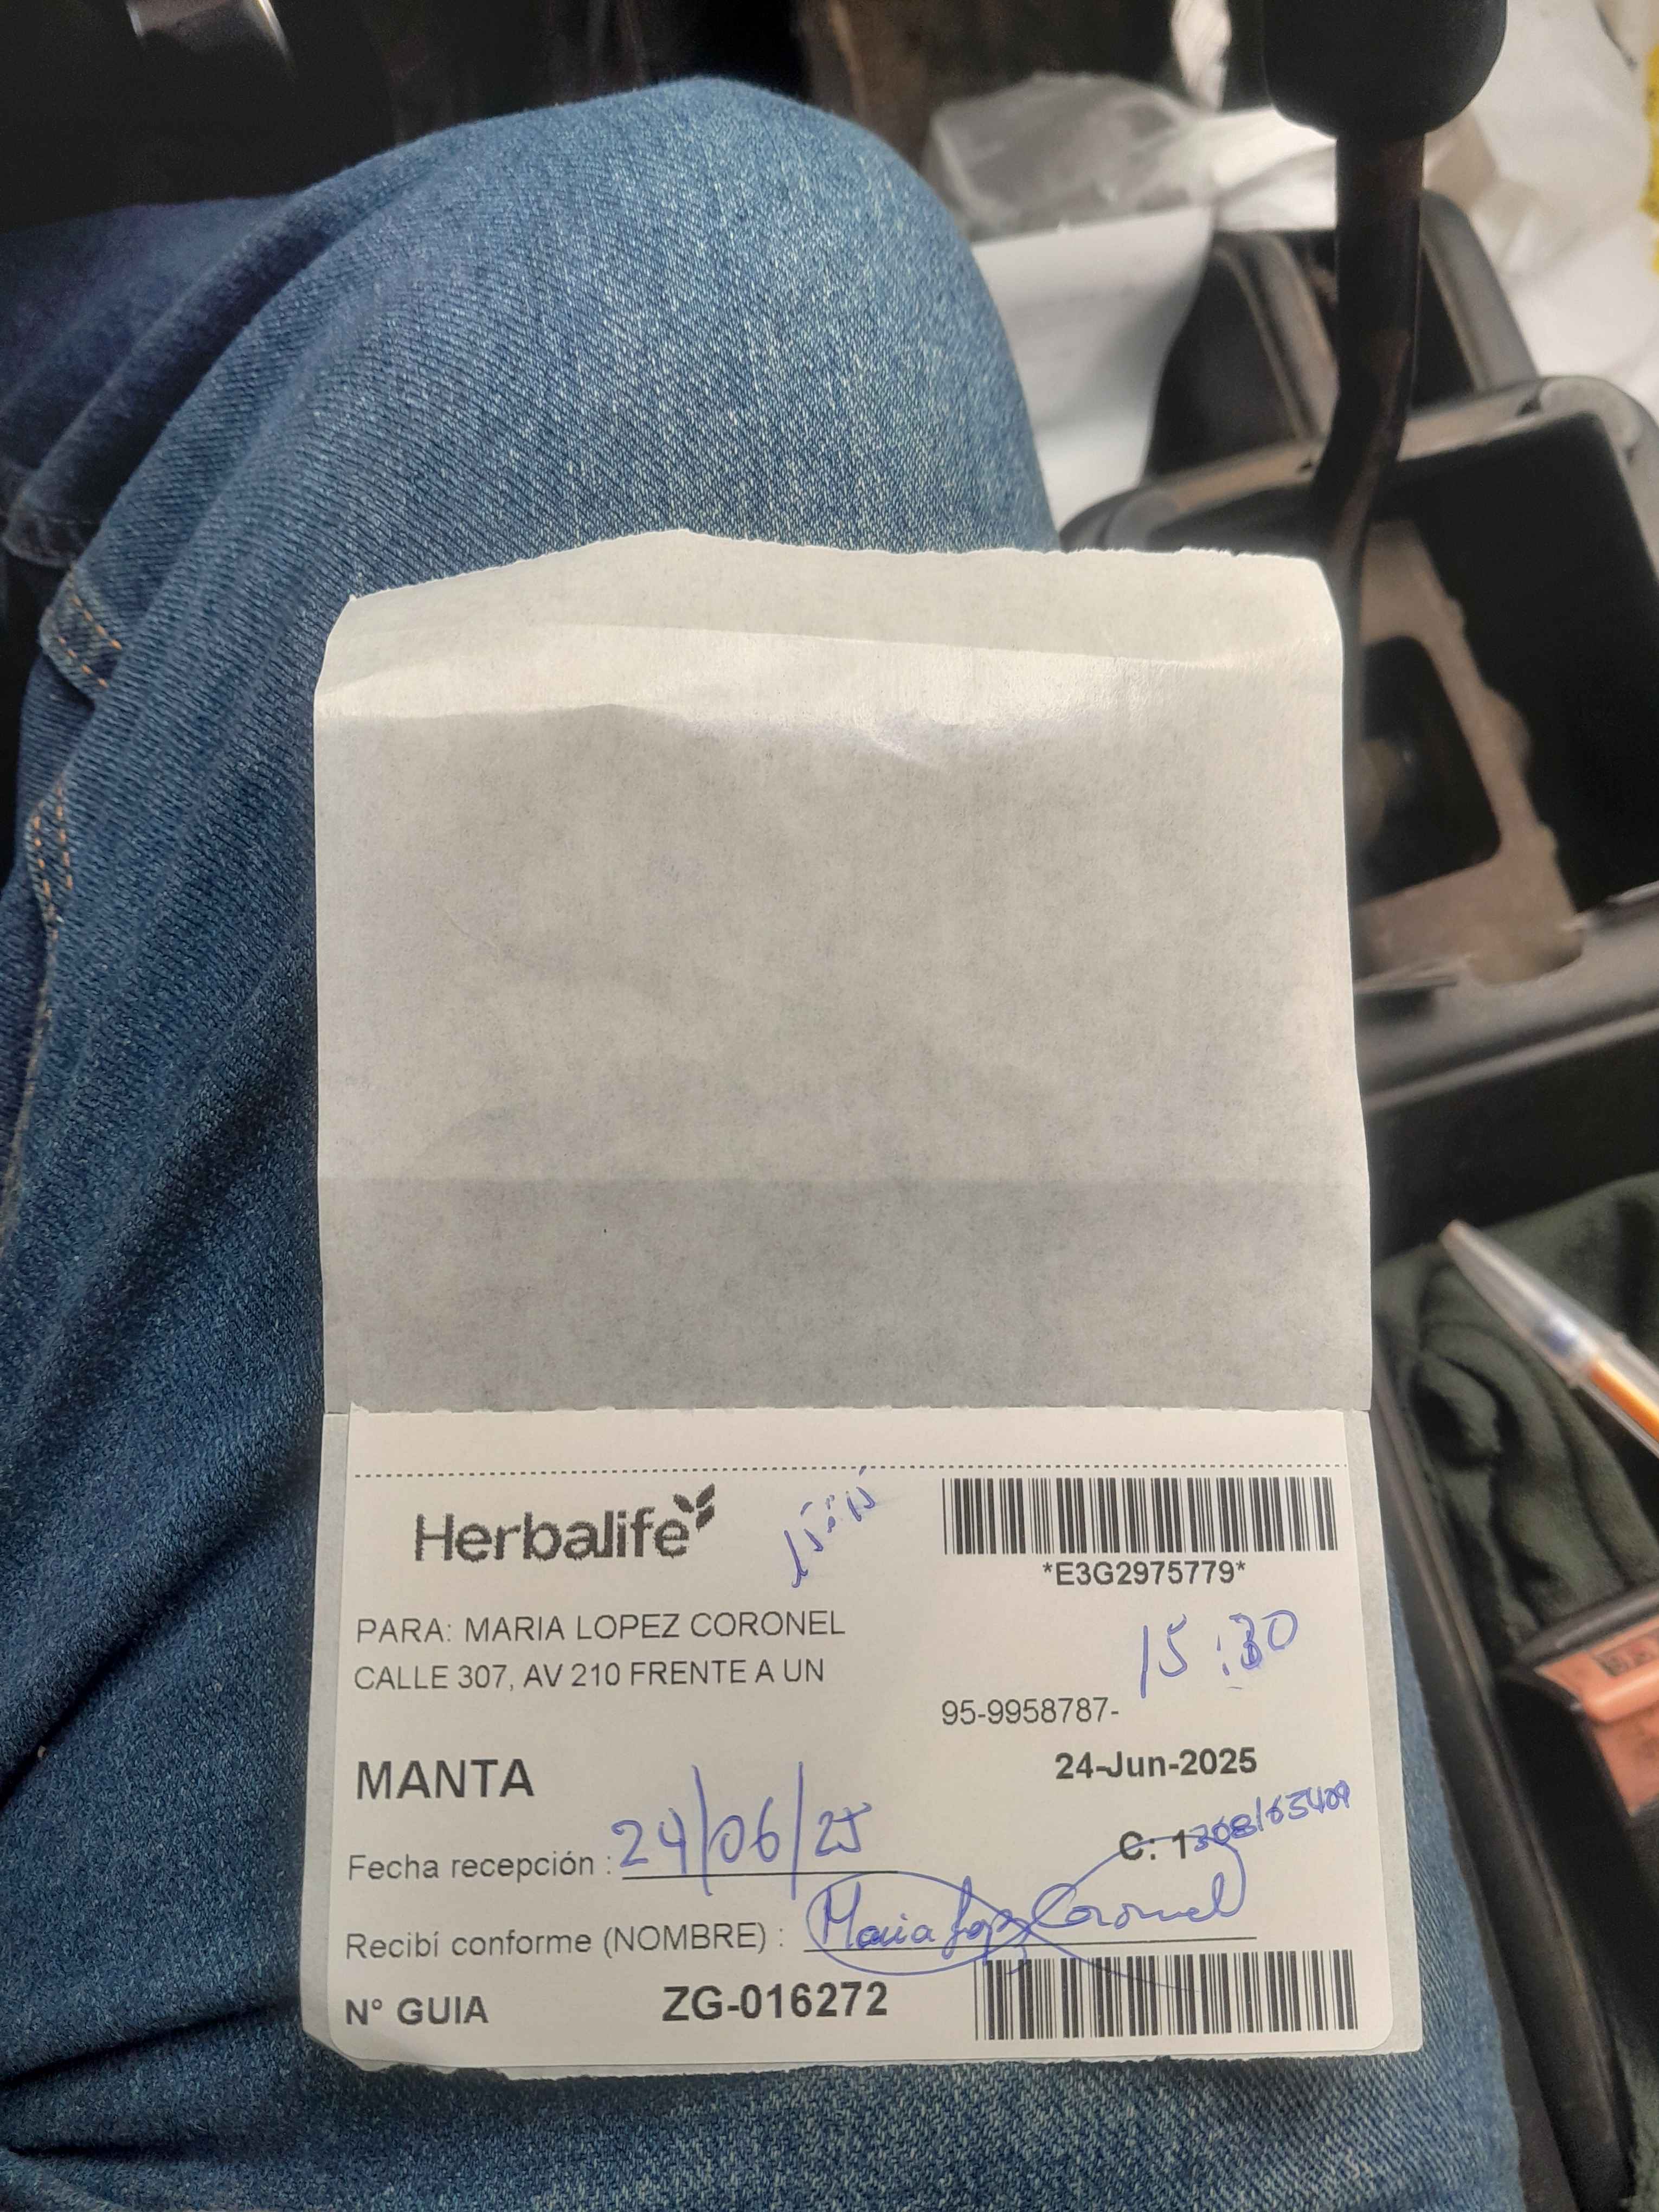 Herbalife
*E3G2975779*
PARA: MARIA LOPEZ CORONEL
15:30
CALLE 307, AV 210 FRENTE A UN
95-9958787-
MANTA
24-Jun-2025
Fecha recepción : 24/06/25
C: 1308165409
Recibí conforme (NOMBRE) : Maria Lopez Coronel
N° GUIA ZG-016272